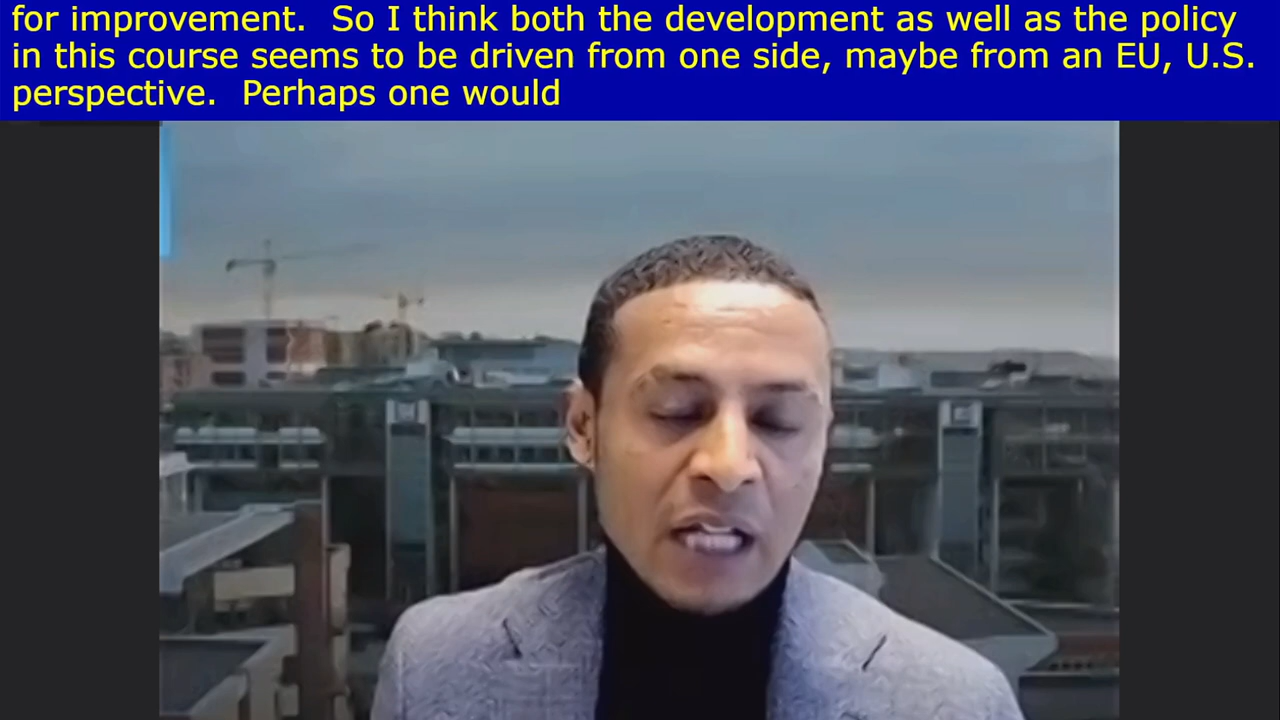 for improvement.  So I think both the development as well as the policy
in this course seems to be driven from one side, maybe from an EU, U.S.
perspective.  Perhaps one would